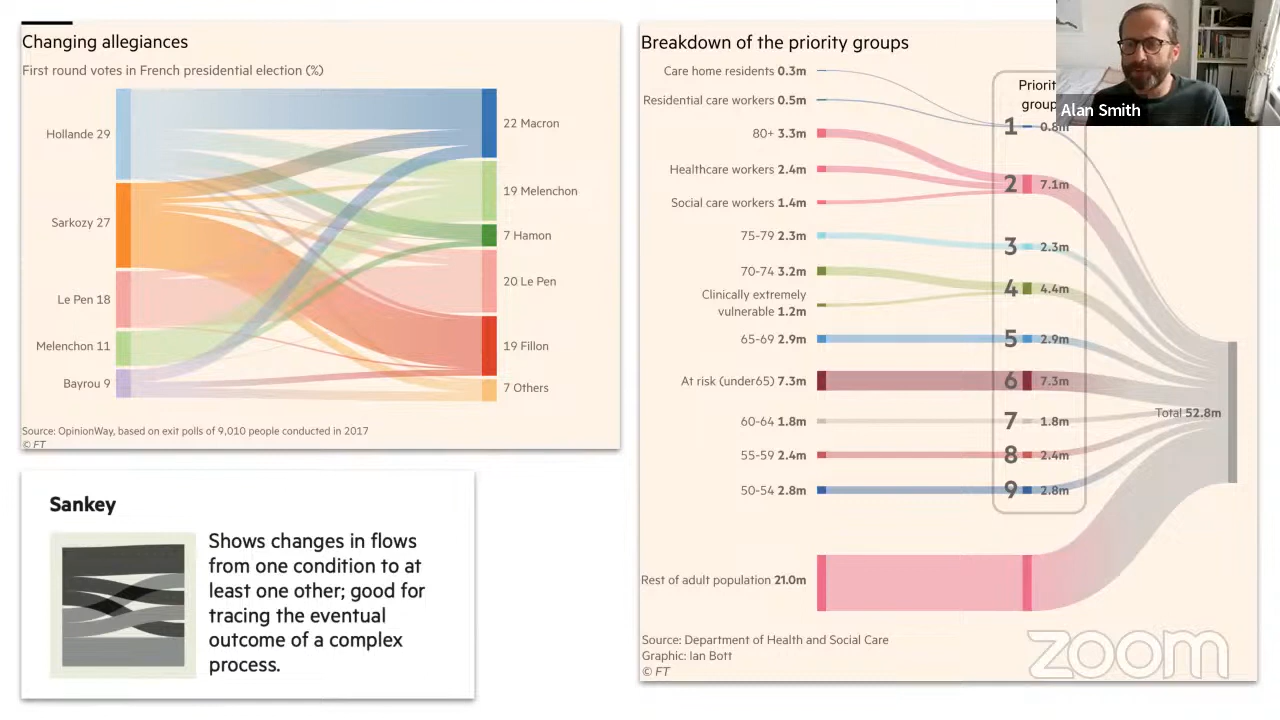 Changing allegiances
First round votes in French presidential election (%)
Hollande 29
Sarkozy 27
Le Pen 18
Melenchon 11
Bayrou 9
22 Macron
19 Melenchon
7 Hamon
20 Le Pen
19 Fillon
7 Others
Source: OpinionWay, based on exit polls of 9,010 people conducted in 2017
© FT
Sankey
Shows changes in flows
from one condition to at
least one other; good for
tracing the eventual
outcome of a complex
process.
Breakdown of the priority groups
Care home residents 0.3m
Residential care workers 0.5m
80+ 3.3m
Healthcare workers 2.4m
Social care workers 1.4m
75-79 2.3m
70-74 3.2m
Clinically extremely
vulnerable 1.2m
65-69 2.9m
At risk (under65) 7.3m
60-64 1.8m
55-59 2.4m
50-54 2.8m
Rest of adult population 21.0m
1 0.8m
2 7.1m
3 2.3m
4 4.4m
5 2.9m
6 7.3m
7 1.8m
8 2.4m
9 2.8m
Total 52.8m
Source: Department of Health and Social Care
Graphic: Ian Bott
© FT
Alan Smith
zoom